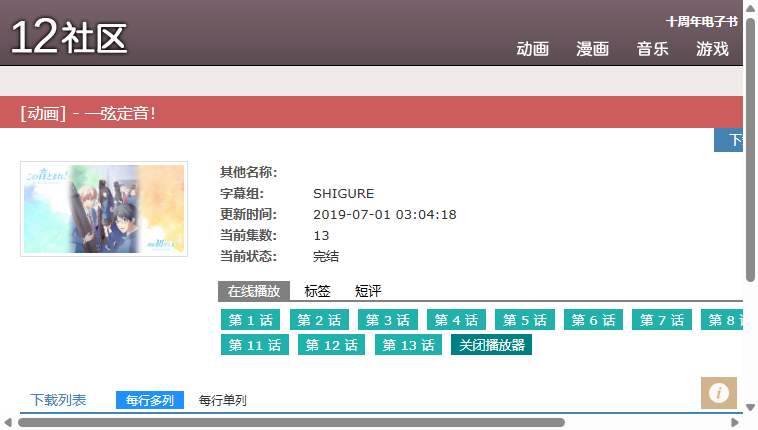 12社区
十周年电子书
动画 漫画 音乐 游戏
[动画] - 一弦定音!
この音とまれ!
其他名称:
字幕组: SHIGURE
更新时间: 2019-07-01 03:04:18
当前集数: 13
当前状态: 完结
在线播放 标签 短评
第 1 话 第 2 话 第 3 话 第 4 话 第 5 话 第 6 话 第 7 话 第 8
第 11 话 第 12 话 第 13 话 关闭播放器
下载列表 每行多列 每行单列
i